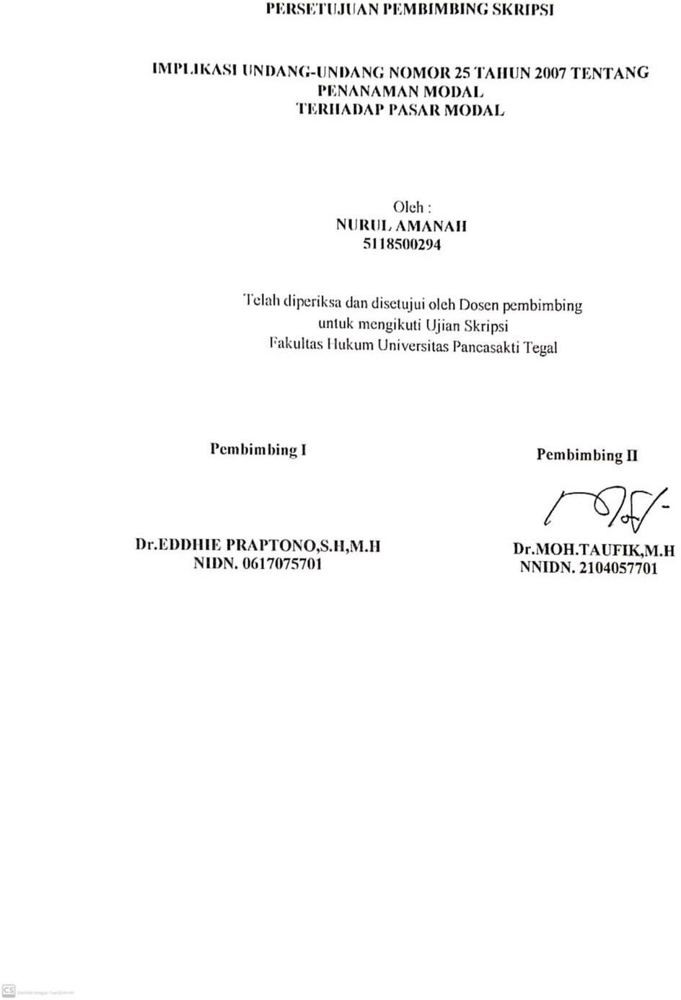 PERSETUJUAN PEMBIMBING SKRIPSI
IMPLIKASI UNDANG-UNDANG NOMOR 25 TAHUN 2007 TENTANG
PENANAMAN MODAL
TERHADAP PASAR MODAL
Oleh :
NURUL AMANAH
5118500294
Telah diperiksa dan disetujui oleh Dosen pembimbing
untuk mengikuti Ujian Skripsi
Fakultas Hukum Universitas Pancasakti Tegal
Pembimbing I
Pembimbing II
Dr.EDDHIE PRAPTONO,S.H,M.H
NIDN. 0617075701
Dr.MOH.TAUFIK,M.H
NNIDN. 2104057701
CS